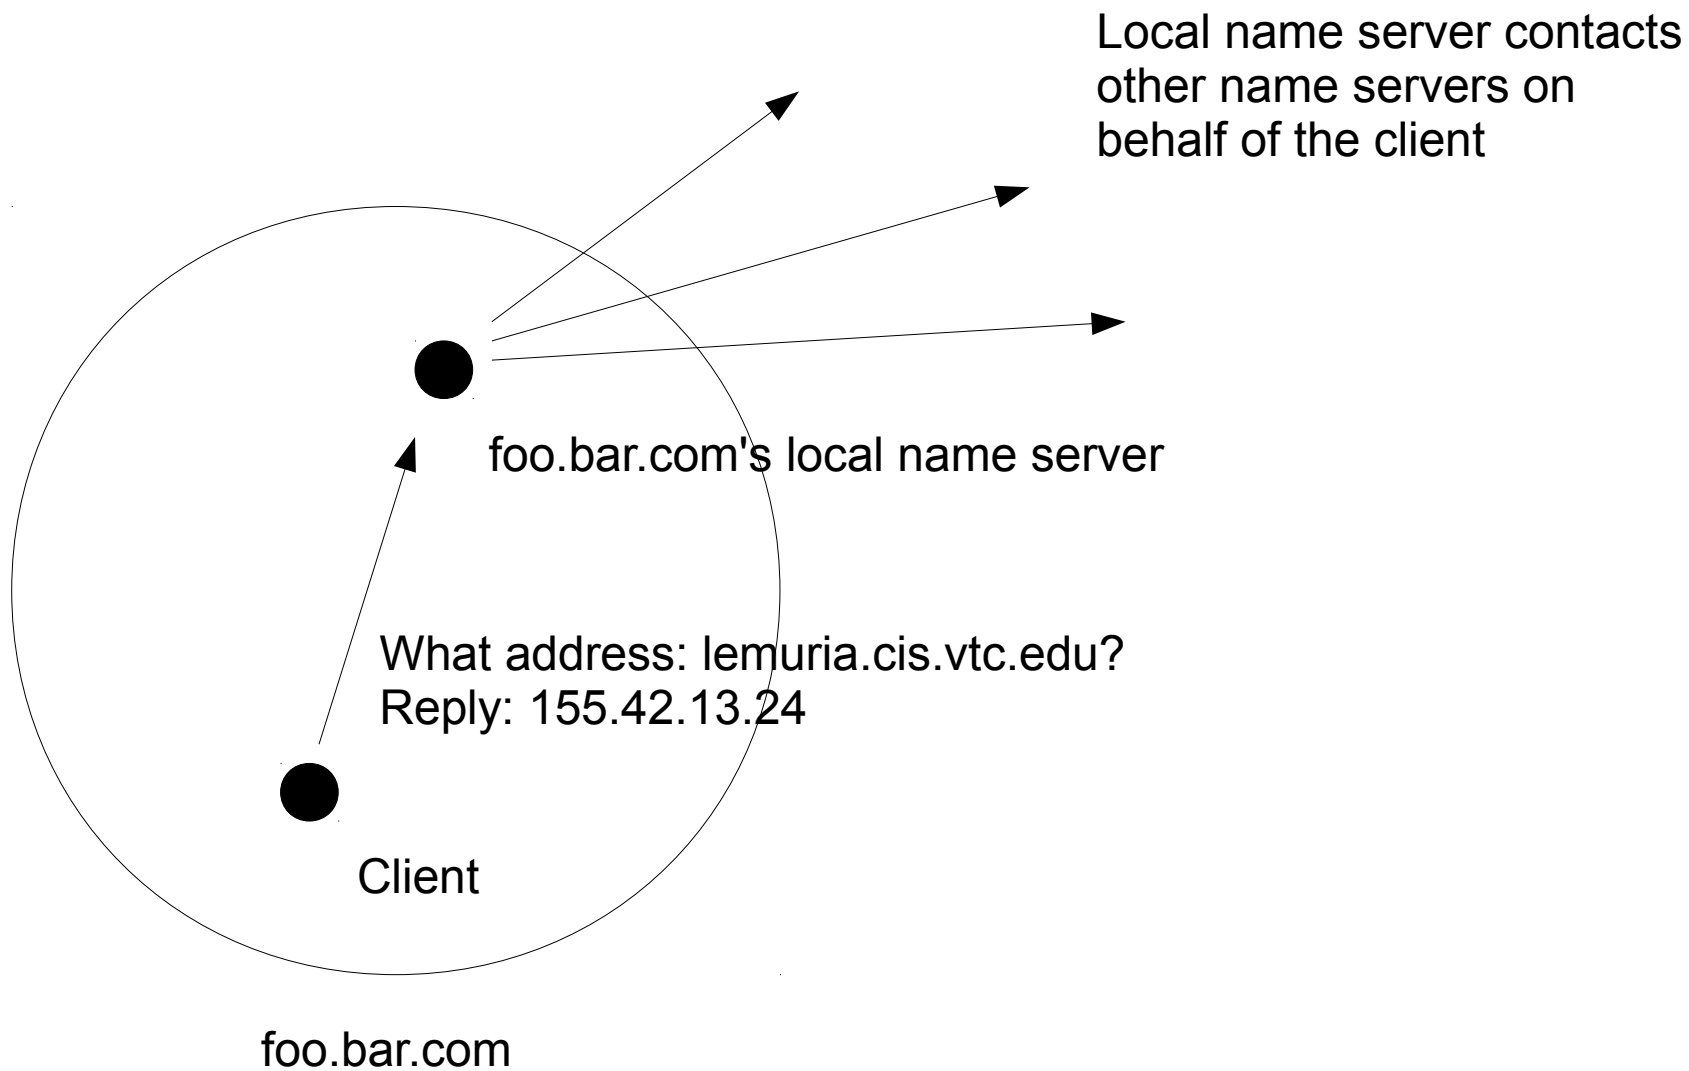 Local name server contacts
other name servers on
behalf of the client
foo.bar.com's local name server
What address: lemuria.cis.vtc.edu?
Reply: 155.42.13.24
Client
foo.bar.com